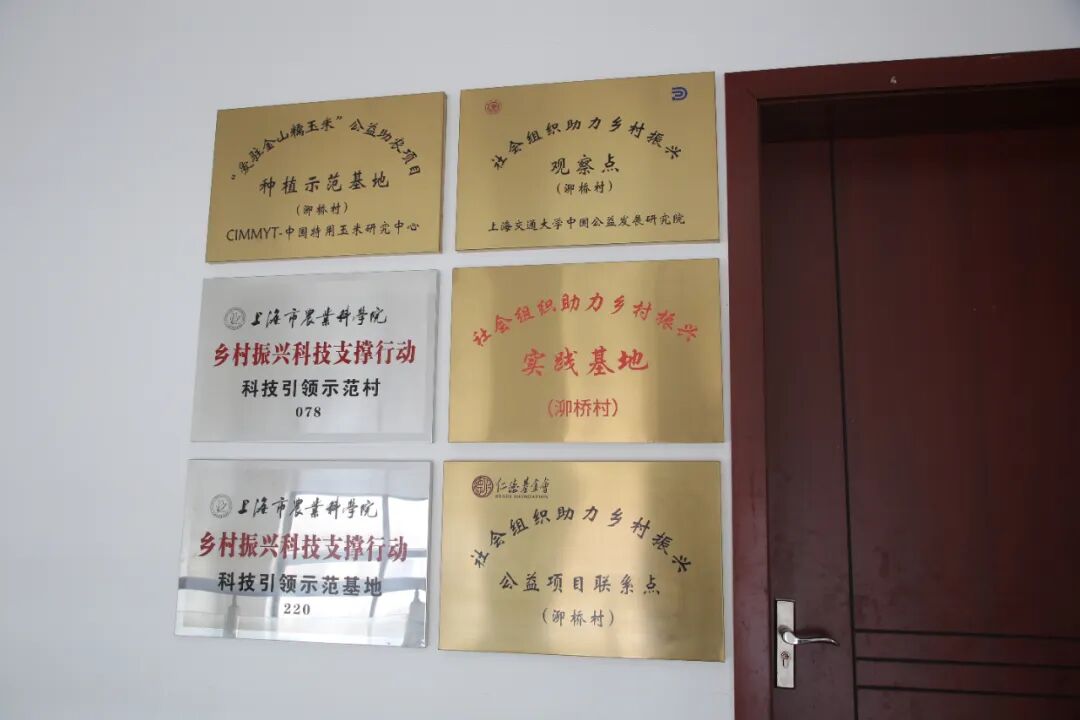 “爱驻金山糯玉米”公益助农项目
种植示范基地
（泖桥村）
CIMMYT-中国特用玉米研究中心
社会组织助力乡村振兴
观察点
（泖桥村）
上海交通大学中国公益发展研究院
上海市农业科学院
乡村振兴科技支撑行动
科技引领示范村
078
社会组织助力乡村振兴
实践基地
（泖桥村）
上海市农业科学院
乡村振兴科技支撑行动
科技引领示范基地
220
仁德基金會
RENDE FOUNDATION
社会组织助力乡村振兴
公益项目联系点
（泖桥村）